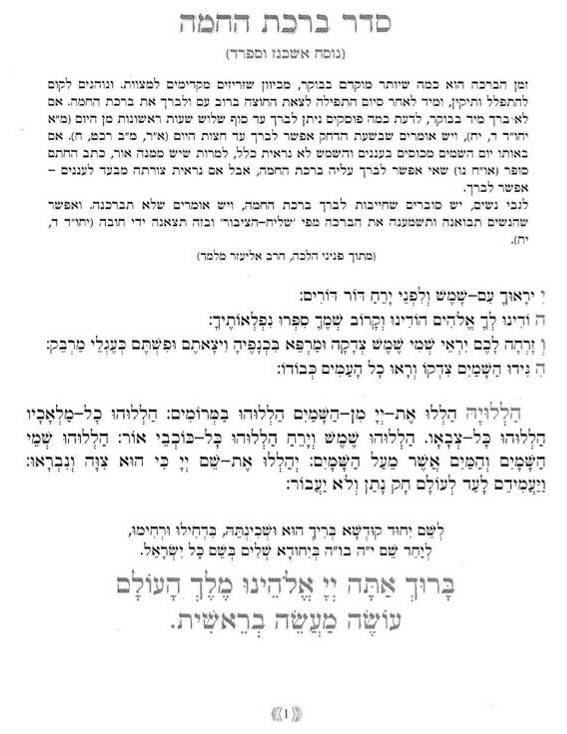 סדר ברכת החמה
(נוסח אשכנז וספרד)
זמן הברכה הוא כמה שיותר מוקדם בבוקר, מכיוון שזריזים מקדימים למצוות. ונוהגים לקום
להתפלל ותיקין, ומיד לאחר סיום התפילה לצאת החוצה ברוב עם ולברך את ברכת החמה. אם
לא ברך מיד בבוקר, לדעת כמה פוסקים ניתן לברך עד סוף שלוש שעות ראשונות מן היום (מ"א
יחו"ד ד, יח), ויש אומרים שבשעת הדחק אפשר לברך עד חצות היום (א"ר, מ"ב רכט, ח). אם
באותו יום השמים מכוסים בעננים והשמש לא נראית כלל, למרות שיש ממנה אור, כתב החתם
סופר (או"ח נו) שאי אפשר לברך עליה ברכת החמה, אבל אם נראית צורתה מבעד לעננים –
אפשר לברך.
לגבי נשים, יש סוברים שחייבות לברך ברכת החמה, ויש אומרים שלא תברכנה. ואפשר
שהנשים תבואנה ותשמענה את הברכה מפי 'שליח–הציבור' ובזה תצאנה ידי חובה (יחו"ד ד,
יח).
(מתוך פניני הלכה, הרב אליעזר מלמד)
יִ ירָאוּךָ עִם–שָׁמֶשׁ וְלִפְנֵי יָרֵחַ דּוֹר דּוֹרִים:
ה וֹדִינוּ לְּךָ אֱלֹהִים הוֹדִינוּ וְקָרוֹב שְׁמֶךָ סִפְּרוּ נִפְלְאוֹתֶיךָ:
וְ זָרְחָה לָכֶם יִרְאֵי שְׁמִי שֶׁמֶשׁ צְדָקָה וּמַרְפֵּא בִּכְנָפֶיהָ וִיצָאתֶם וּפִשְׁתֶּם כְּעֶגְלֵי מַרְבֵּק:
הִ גִּידוּ הַשָּׁמַיִם צִדְקוֹ וְרָאוּ כָל הָעַמִּים כְּבוֹדוֹ:
הַלְלוּיָהּ הַלְלוּ אֶת–יְיָ מִן–הַשָּׁמַיִם הַלְלוּהוּ בַּמְּרוֹמִים: הַלְלוּהוּ כָל–מַלְאָכָיו
הַלְלוּהוּ כָּל–צְבָאָו. הַלְלוּהוּ שֶׁמֶשׁ וְיָרֵחַ הַלְלוּהוּ כָּל–כּוֹכְבֵי אוֹר: הַלְלוּהוּ שְׁמֵי
הַשָּׁמָיִם וְהַמַּיִם אֲשֶׁר מֵעַל הַשָּׁמָיִם: יְהַלְלוּ אֶת–שֵׁם יְיָ כִּי הוּא צִוָּה וְנִבְרָאוּ:
וַיַּעֲמִידֵם לָעַד לְעוֹלָם חָק נָתַן וְלֹא יַעֲבוֹר:
לְשֵׁם יִחוּד קוּדְשָׁא בְּרִיךְ הוּא וּשְׁכִינְתֵּהּ, בִּדְחִילוּ וּרְחִימוּ,
לְיַחֵד שֵׁם י"ה בו"ה בְּיִחוּדָא שְׁלִים בְּשֵׁם כָּל יִשְׂרָאֵל.
בָּרוּךְ אַתָּה יְיָ אֱלֹהֵינוּ מֶלֶךְ הָעוֹלָם
עוֹשֶׂה מַעֲשֵׂה בְרֵאשִׁית.
1